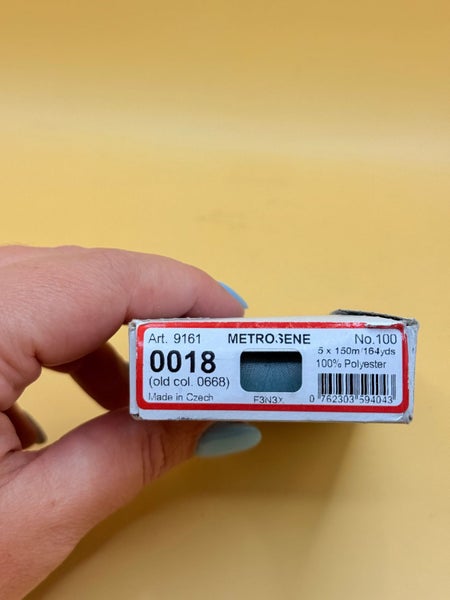 Art. 9161 METROSENE No.100
0018 5 x 150m/164yds
(old col. 0668) 100% Polyester
Made in Czech F3N3X 0 762303 594043